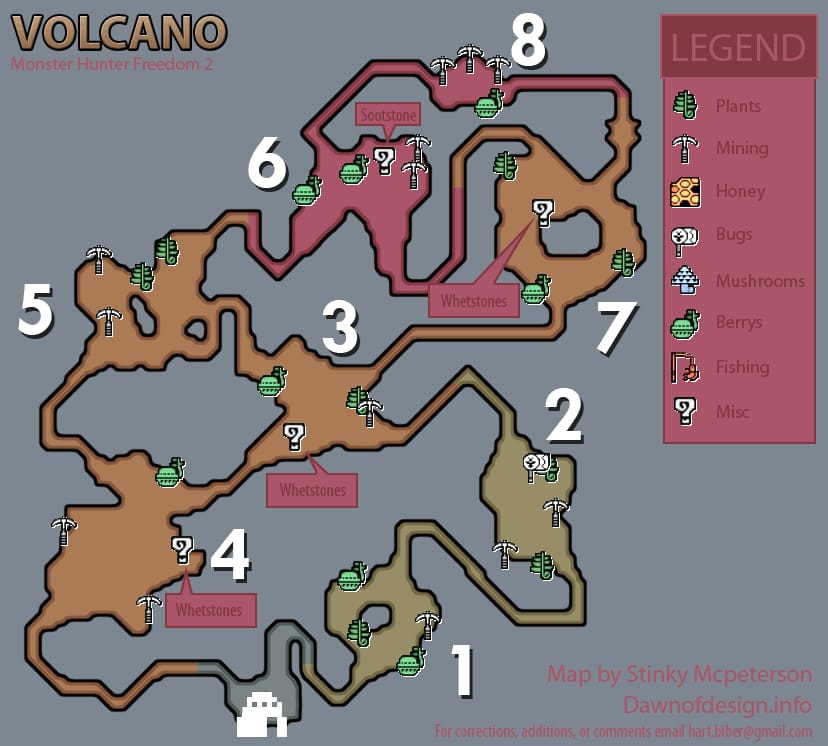 VOLCANO
Monster Hunter Freedom 2
8
LEGEND
Plants
Mining
Honey
Bugs
Mushrooms
Berrys
Fishing
Misc
Sootstone
6
Whetstones
5
3
7
2
Whetstones
4
Whetstones
1
Map by Stinky Mcpeterson
Dawnofdesign.info
For corrections, additions, or comments email hart.biber@gmail.com